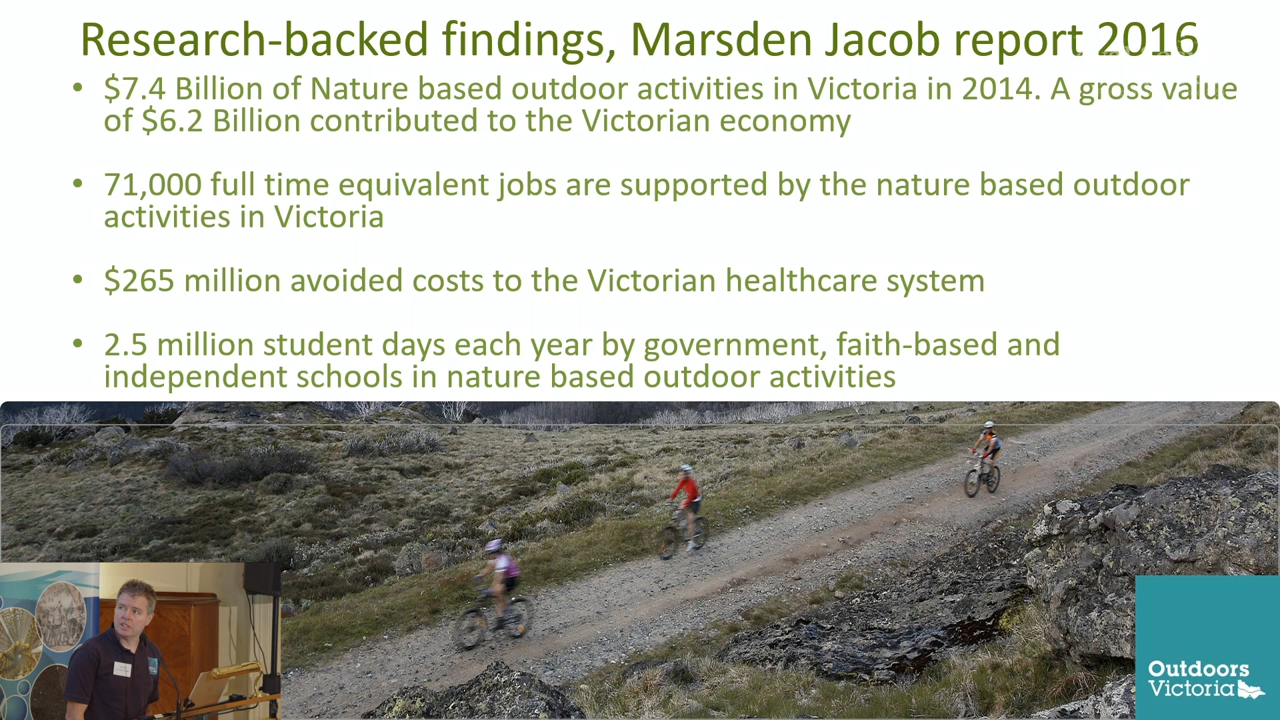 Research-backed findings, Marsden Jacob report 2016
• $7.4 Billion of Nature based outdoor activities in Victoria in 2014. A gross value
of $6.2 Billion contributed to the Victorian economy
• 71,000 full time equivalent jobs are supported by the nature based outdoor
activities in Victoria
• $265 million avoided costs to the Victorian healthcare system
• 2.5 million student days each year by government, faith-based and
independent schools in nature based outdoor activities
Outdoors
Victoria